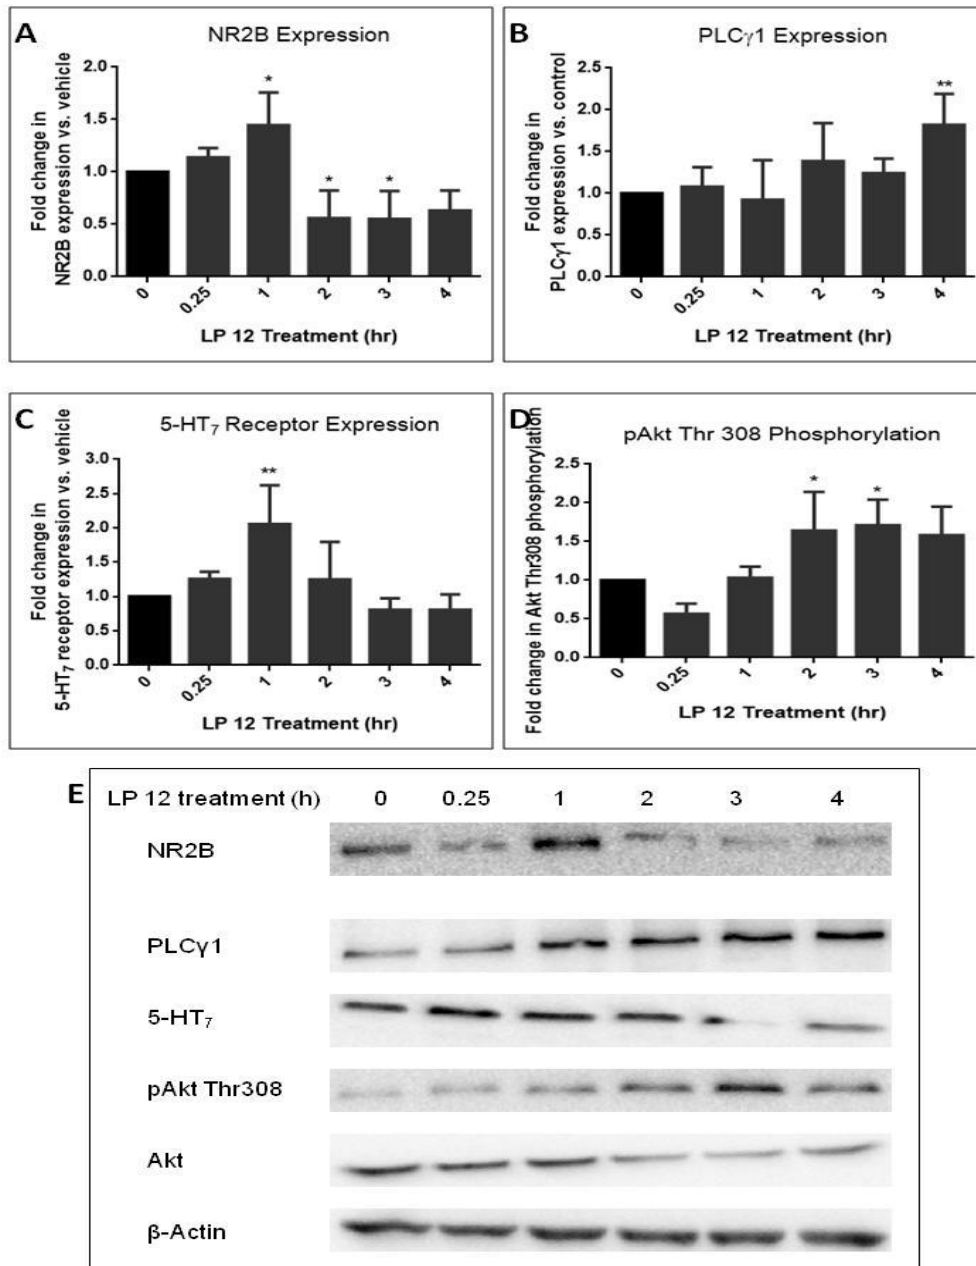 A
NR2B Expression
Fold change in
NR2B expression vs. vehicle
2.0
1.5
1.0
0.5
0.0
*
*
*
0
0.25
1
2
3
4
LP 12 Treatment (hr)
B
PLCγ1 Expression
Fold change in
PLCγ1 expression vs. control
2.5
2.0
1.5
1.0
0.5
0.0
**
0
0.25
1
2
3
4
LP 12 Treatment (hr)
C
5-HT₇ Receptor Expression
Fold change in
5-HT₇ receptor expression vs. vehicle
3.0
2.5
2.0
1.5
1.0
0.5
0.0
**
0
0.25
1
2
3
4
LP 12 Treatment (hr)
D
pAkt Thr 308 Phosphorylation
Fold change in Akt Thr308 phosphorylation
2.5
2.0
1.5
1.0
0.5
0.0
*
*
0
0.25
1
2
3
4
LP 12 Treatment (hr)
E
LP 12 treatment (h) 0 0.25 1 2 3 4
NR2B
PLCγ1
5-HT₇
pAkt Thr308
Akt
β-Actin